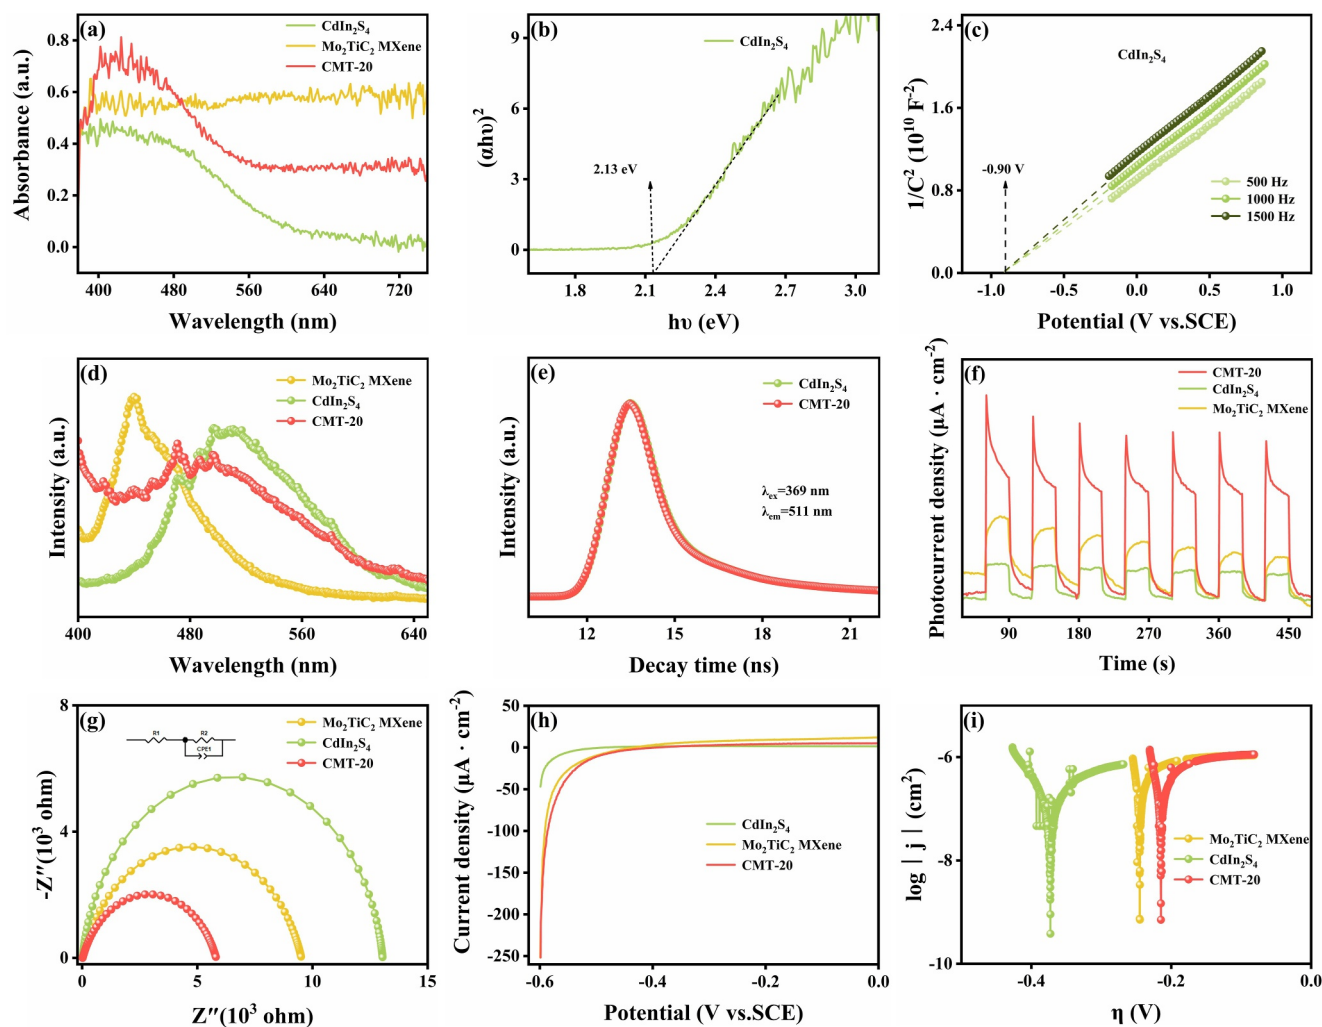 (a)
CdIn₂S₄
Mo₂TiC₂ MXene
CMT-20
0.8
0.6
0.4
0.2
0.0
Absorbance (a.u.)
400 480 560 640 720
Wavelength (nm)
(b)
CdIn₂S₄
9
6
3
0
(αhυ)²
2.13 eV
1.8 2.1 2.4 2.7 3.0
hυ (eV)
(c)
CdIn₂S₄
2.4
1.6
0.8
0.0
1/C² (10¹⁰ F⁻²)
-0.90 V
500 Hz
1000 Hz
1500 Hz
-1.0 -0.5 0.0 0.5 1.0
Potential (V vs.SCE)
(d)
Mo₂TiC₂ MXene
CdIn₂S₄
CMT-20
Intensity (a.u.)
400 480 560 640
Wavelength (nm)
(e)
CdIn₂S₄
CMT-20
λₑₓ=369 nm
λₑₘ=511 nm
Intensity (a.u.)
12 15 18 21
Decay time (ns)
(f)
CMT-20
CdIn₂S₄
Mo₂TiC₂ MXene
Photocurrent density (μA · cm⁻²)
90 180 270 360 450
Time (s)
(g)
R1 R2
CPE1
Mo₂TiC₂ MXene
CdIn₂S₄
CMT-20
8
4
0
-Z″(10³ ohm)
0 5 10 15
Z″(10³ ohm)
(h)
50
0
-50
-100
-150
-200
-250
Current density (μA · cm⁻²)
CdIn₂S₄
Mo₂TiC₂ MXene
CMT-20
-0.6 -0.4 -0.2 0.0
Potential (V vs.SCE)
(i)
-6
-8
-10
log | j | (cm²)
Mo₂TiC₂ MXene
CdIn₂S₄
CMT-20
-0.4 -0.2 0.0
η (V)